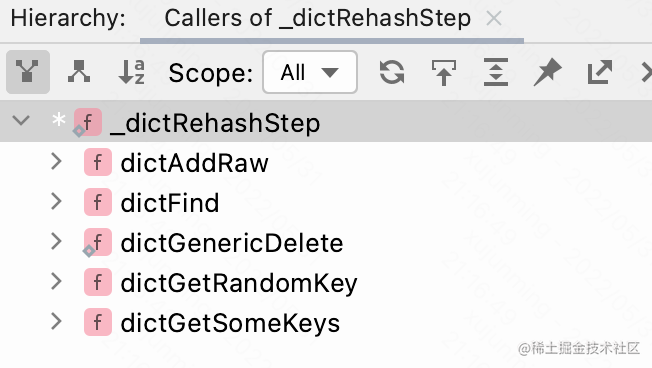 Hierarchy: Callers of _dictRehashStep
Scope: All
* f _dictRehashStep
f dictAddRaw
f dictFind
f dictGenericDelete
f dictGetRandomKey
f dictGetSomeKeys
@稀土掘金技术社区